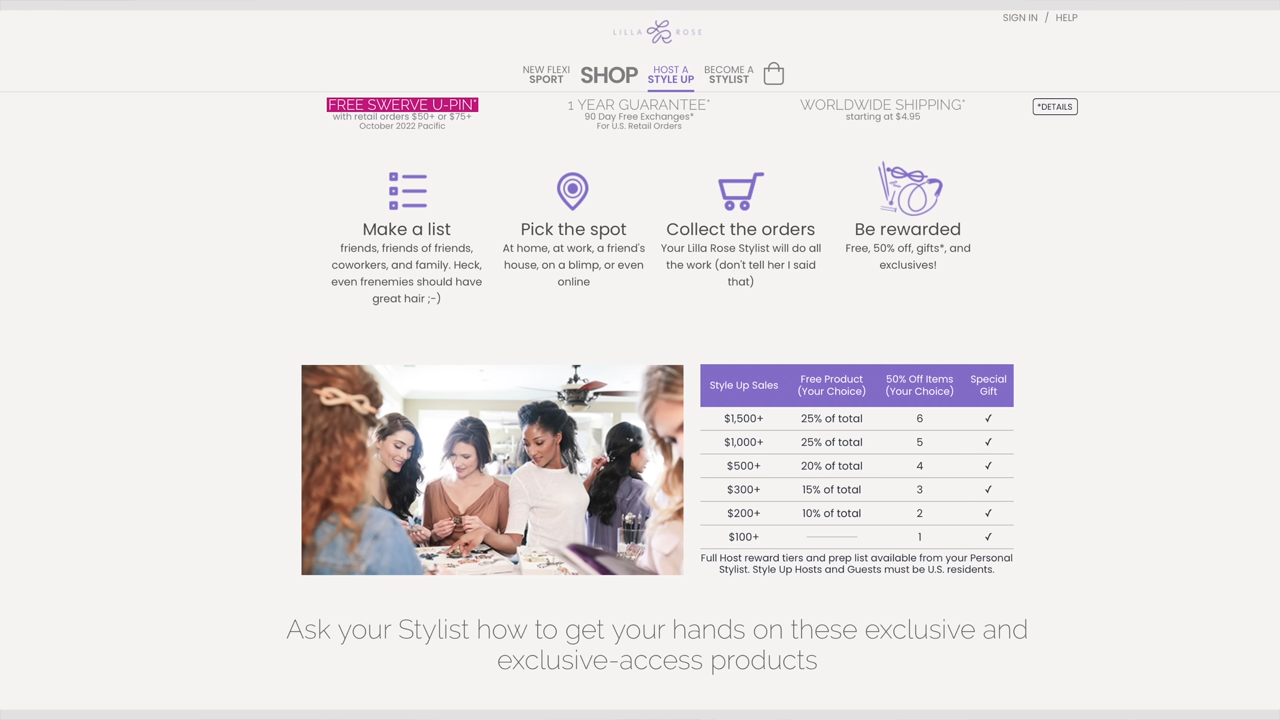 SIGN IN / HELP
LILLA ROSE
NEW FLEXI
SPORT
SHOP
HOST A
STYLE UP
BECOME A
STYLIST
FREE SWERVE U-PIN*
with retail orders $50+ or $75+
October 2022 Pacific
1 YEAR GUARANTEE*
90 Day Free Exchanges*
For U.S. Retail Orders
WORLDWIDE SHIPPING*
starting at $4.95
*DETAILS
Make a list
friends, friends of friends,
coworkers, and family. Heck,
even frenemies should have
great hair ;-)
Pick the spot
At home, at work, a friend's
house, on a blimp, or even
online
Collect the orders
Your Lilla Rose Stylist will do all
the work (don't tell her I said
that)
Be rewarded
Free, 50% off, gifts*, and
exclusives!
Style Up Sales Free Product (Your Choice) 50% Off Items (Your Choice) Special Gift
$1,500+ 25% of total 6 ✓
$1,000+ 25% of total 5 ✓
$500+ 20% of total 4 ✓
$300+ 15% of total 3 ✓
$200+ 10% of total 2 ✓
$100+ 1 ✓
Full Host reward tiers and prep list available from your Personal
Stylist. Style Up Hosts and Guests must be U.S. residents.
Ask your Stylist how to get your hands on these exclusive and
exclusive-access products